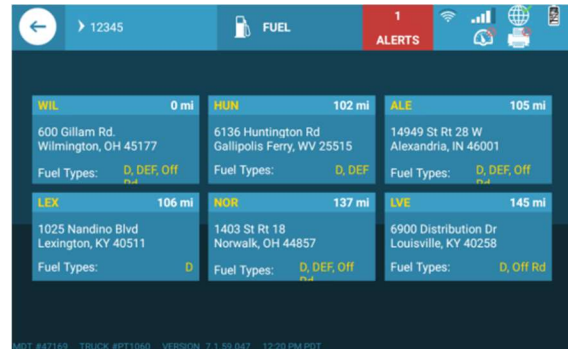 12345
FUEL
1
ALERTS
WIL 0 mi
600 Gillam Rd.
Wilmington, OH 45177
Fuel Types: D, DEF, Off
Rd
HUN 102 mi
6136 Huntington Rd
Gallipolis Ferry, WV 25515
Fuel Types: D, DEF
ALE 105 mi
14949 St Rt 28 W
Alexandria, IN 46001
Fuel Types: D, DEF, Off
Rd
LEX 106 mi
1025 Nandino Blvd
Lexington, KY 40511
Fuel Types: D
NOR 137 mi
1403 St Rt 18
Norwalk, OH 44857
Fuel Types: D, DEF, Off
Rd
LVE 145 mi
6900 Distribution Dr
Louisville, KY 40258
Fuel Types: D, Off Rd
MDT #47169 TRUCK #PT1060 VERSION 7.1.59.047 12:20 PM PDT